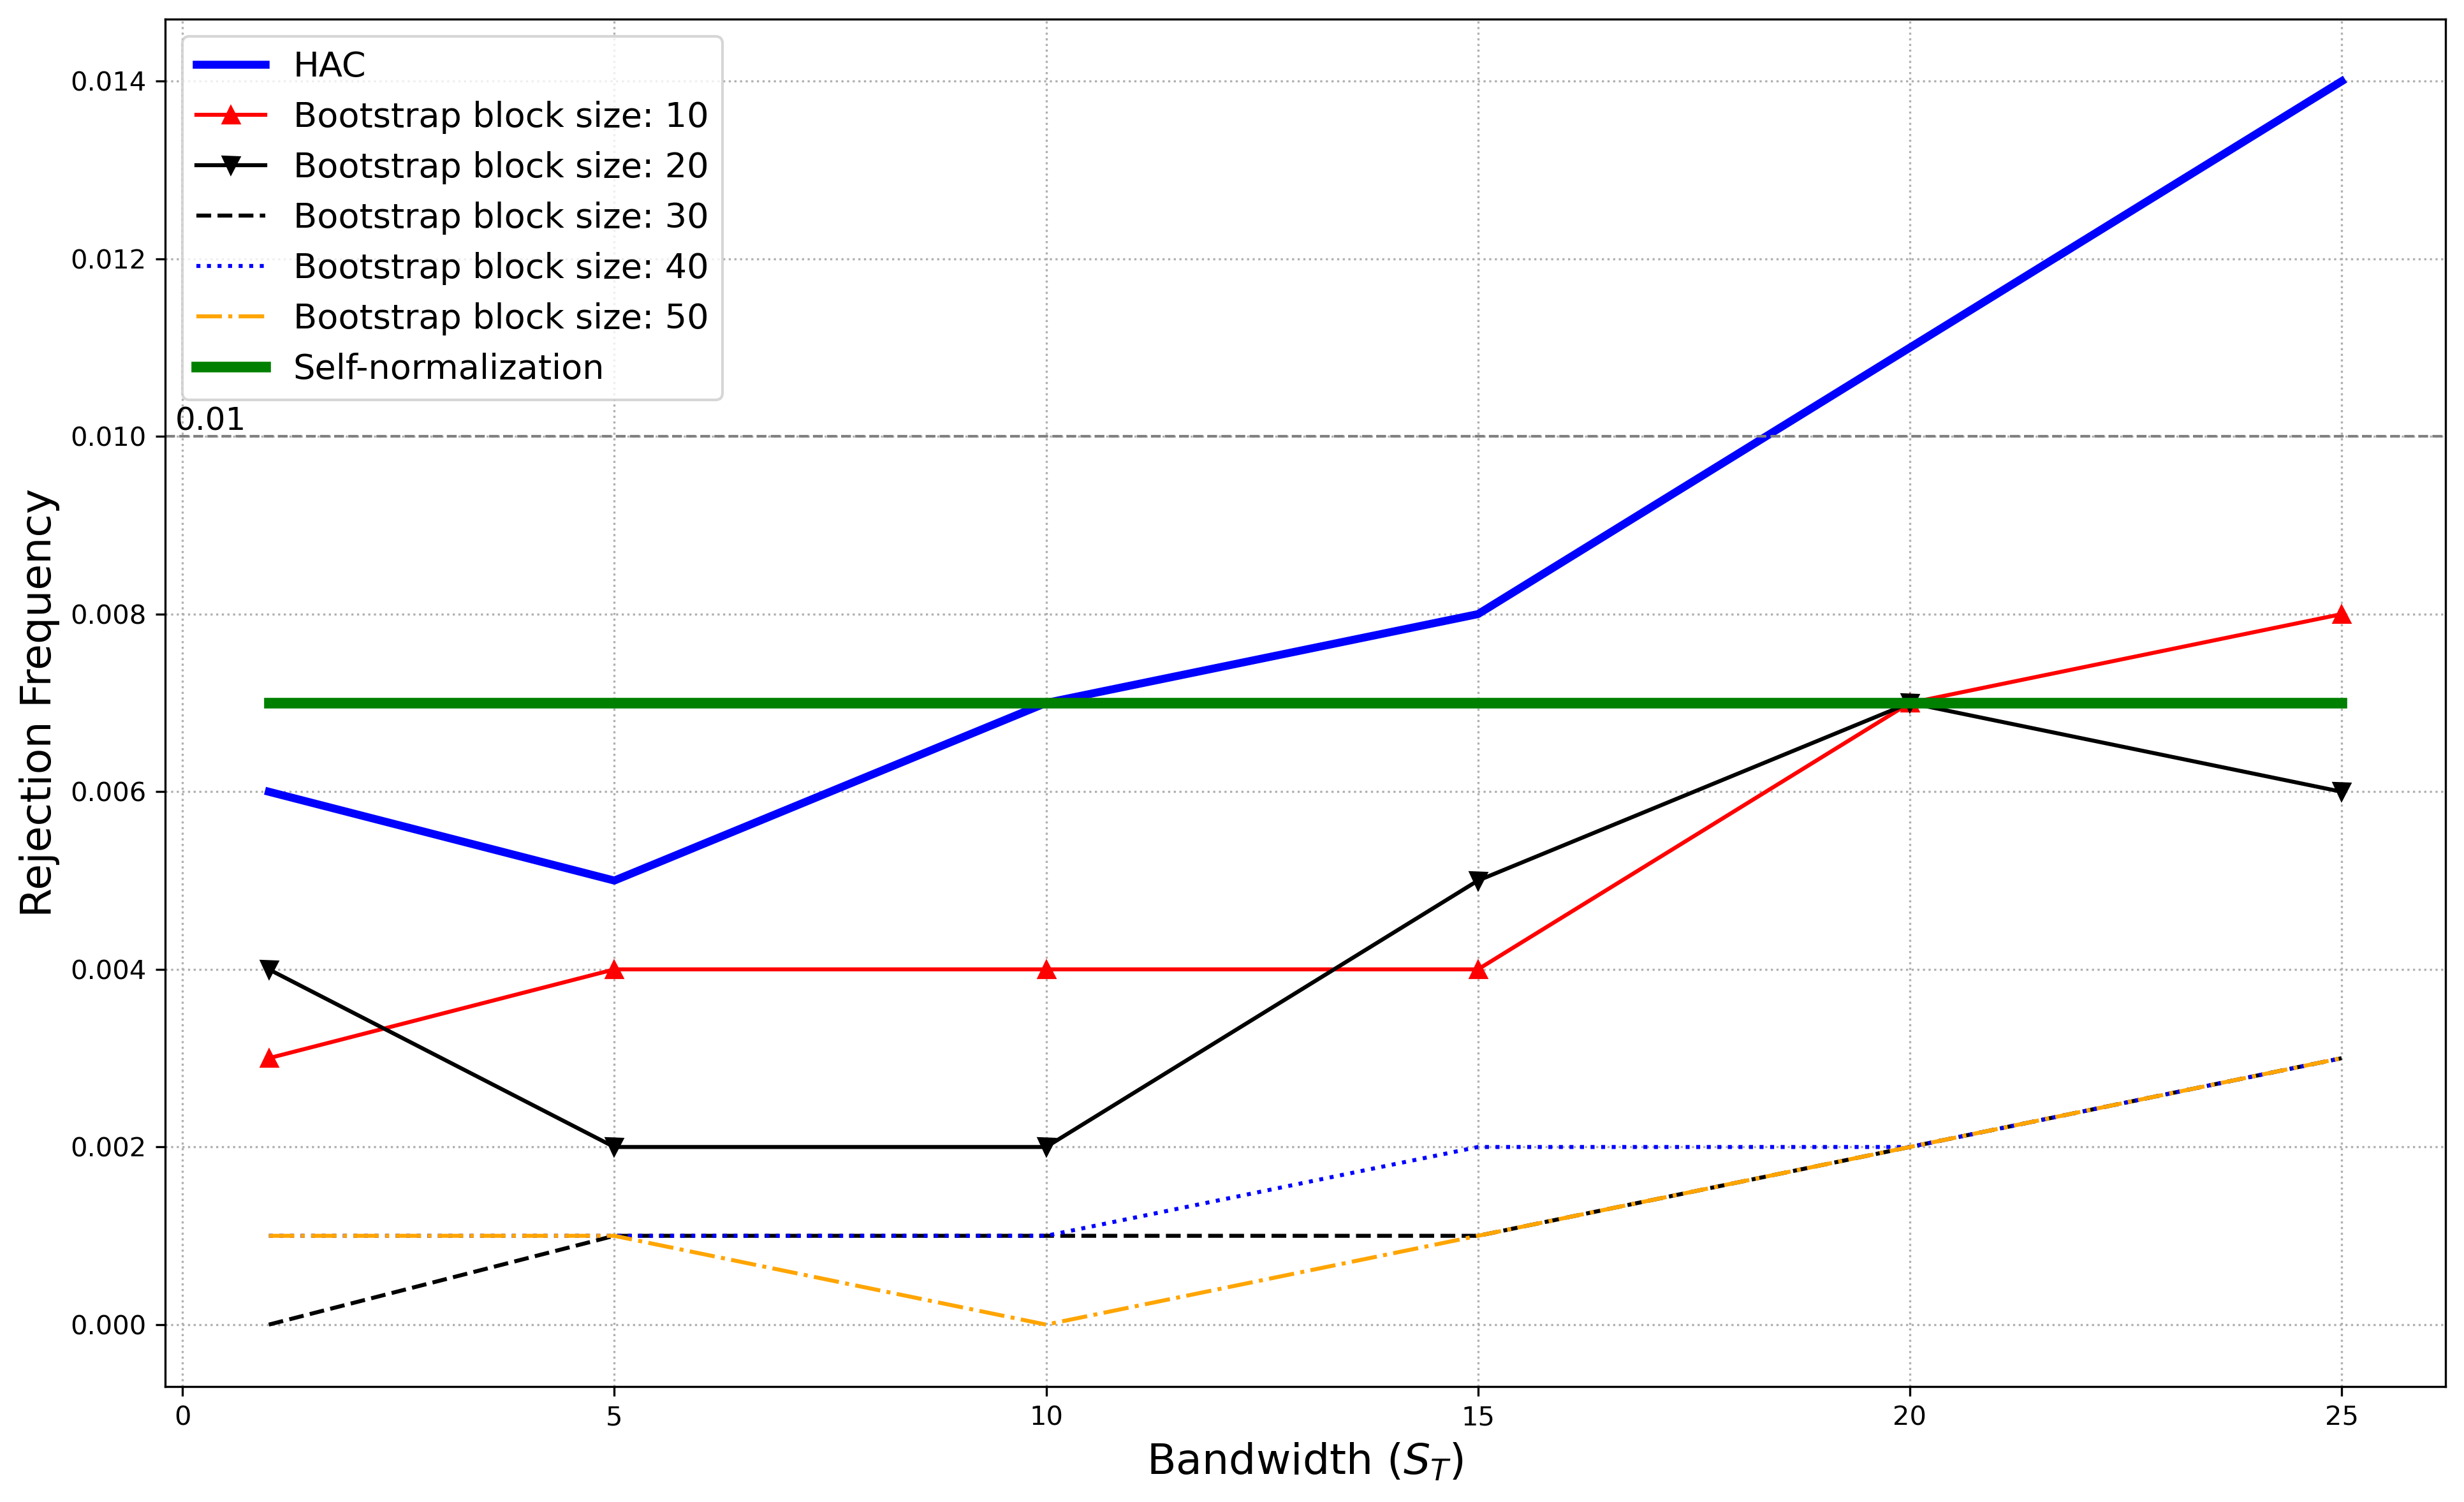 HAC
Bootstrap block size: 10
Bootstrap block size: 20
Bootstrap block size: 30
Bootstrap block size: 40
Bootstrap block size: 50
Self-normalization
0.01
0.014
0.012
0.010
0.008
0.006
0.004
0.002
0.000
Rejection Frequency
0 5 10 15 20 25
Bandwidth (S_T)